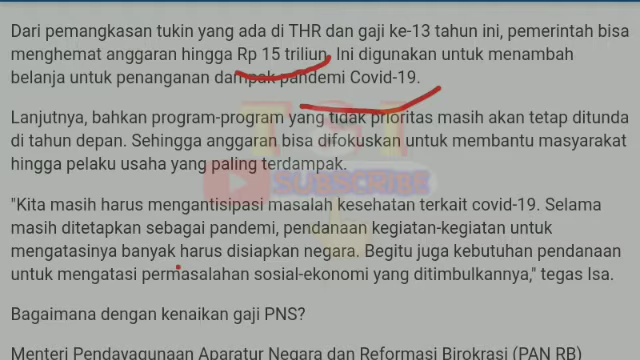 Dari pemangkasan tukin yang ada di THR dan gaji ke-13 tahun ini, pemerintah bisa
menghemat anggaran hingga Rp 15 triliun. Ini digunakan untuk menambah
belanja untuk penanganan dampak pandemi Covid-19.
Lanjutnya, bahkan program-program yang tidak prioritas masih akan tetap ditunda
di tahun depan. Sehingga anggaran bisa difokuskan untuk membantu masyarakat
hingga pelaku usaha yang paling terdampak.
TGT
SUBSCRIBE
"Kita masih harus mengantisipasi masalah kesehatan terkait covid-19. Selama
masih ditetapkan sebagai pandemi, pendanaan kegiatan-kegiatan untuk
mengatasinya banyak harus disiapkan negara. Begitu juga kebutuhan pendanaan
untuk mengatasi permasalahan sosial-ekonomi yang ditimbulkannya," tegas Isa.
Bagaimana dengan kenaikan gaji PNS?
Menteri Pendayagunaan Aparatur Negara dan Reformasi Birokrasi (PAN RB)